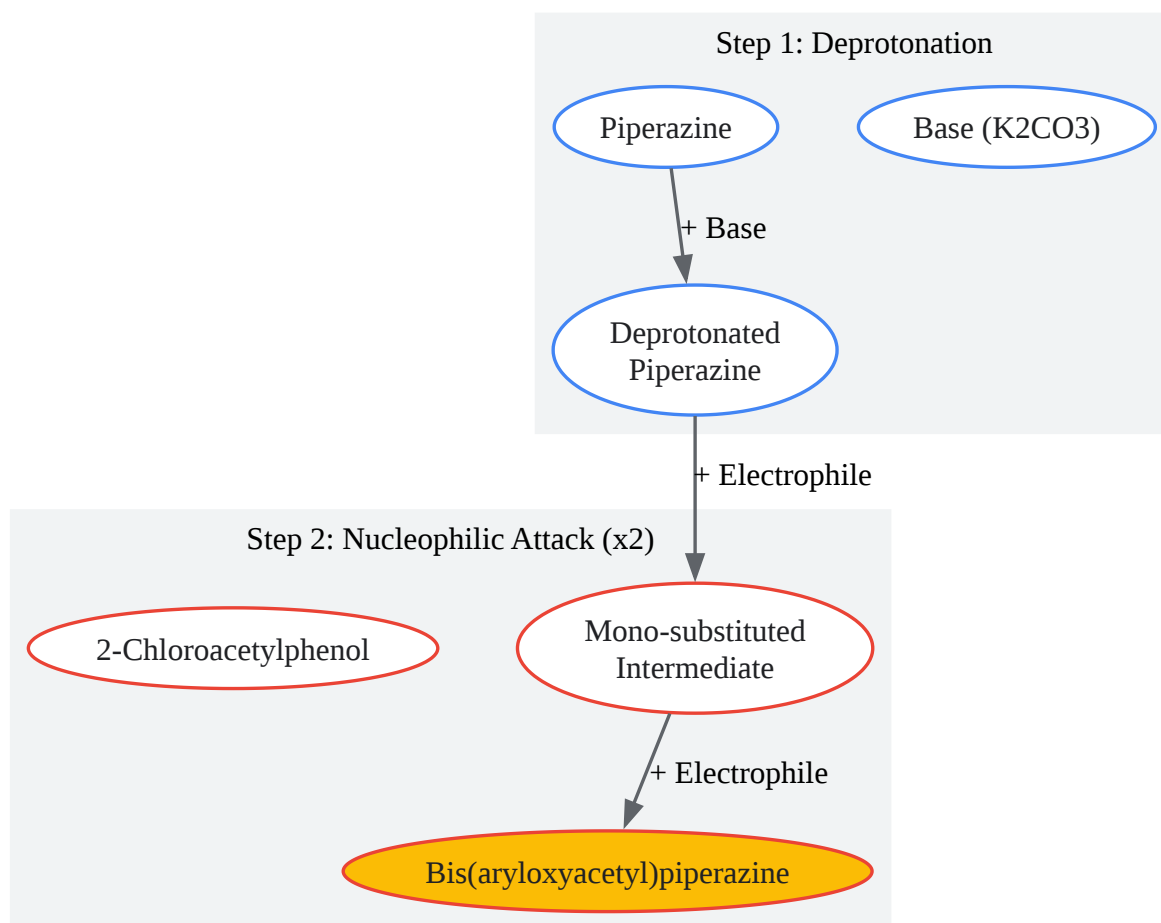 Step 1: Deprotonation
Piperazine
Base (K2CO3)
+ Base
Deprotonated
Piperazine
+ Electrophile
Step 2: Nucleophilic Attack (x2)
2-Chloroacetylphenol
Mono-substituted
Intermediate
+ Electrophile
Bis(aryloxyacetyl)piperazine